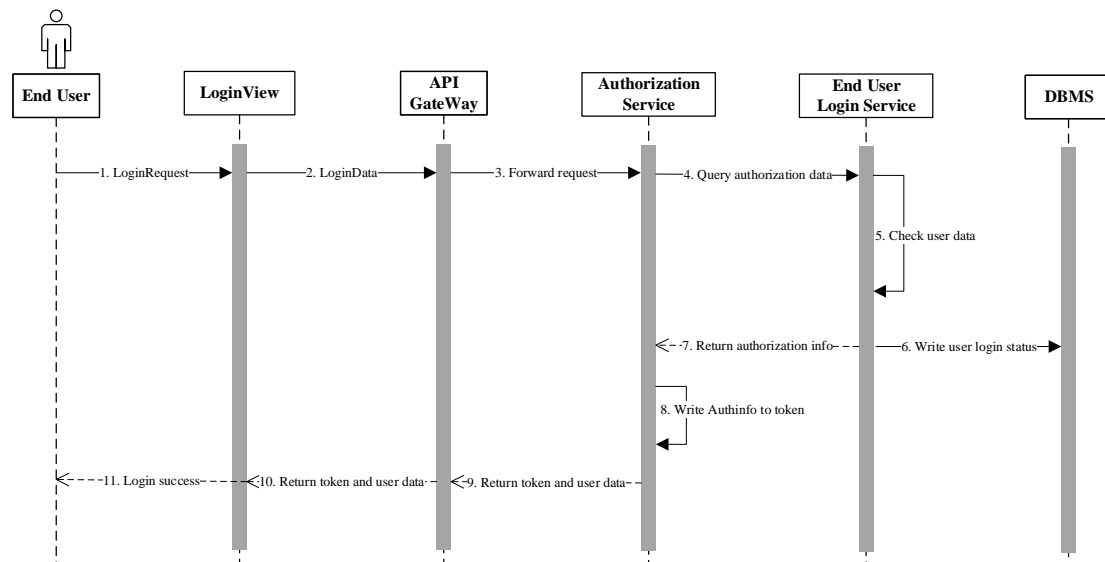 End User
LoginView
API
GateWay
Authorization
Service
End User
Login Service
DBMS
1. LoginRequest
2. LoginData
3. Forward request
4. Query authorization data
5. Check user data
7. Return authorization info
6. Write user login status
8. Write Authinfo to token
11. Login success
10. Return token and user data
9. Return token and user data